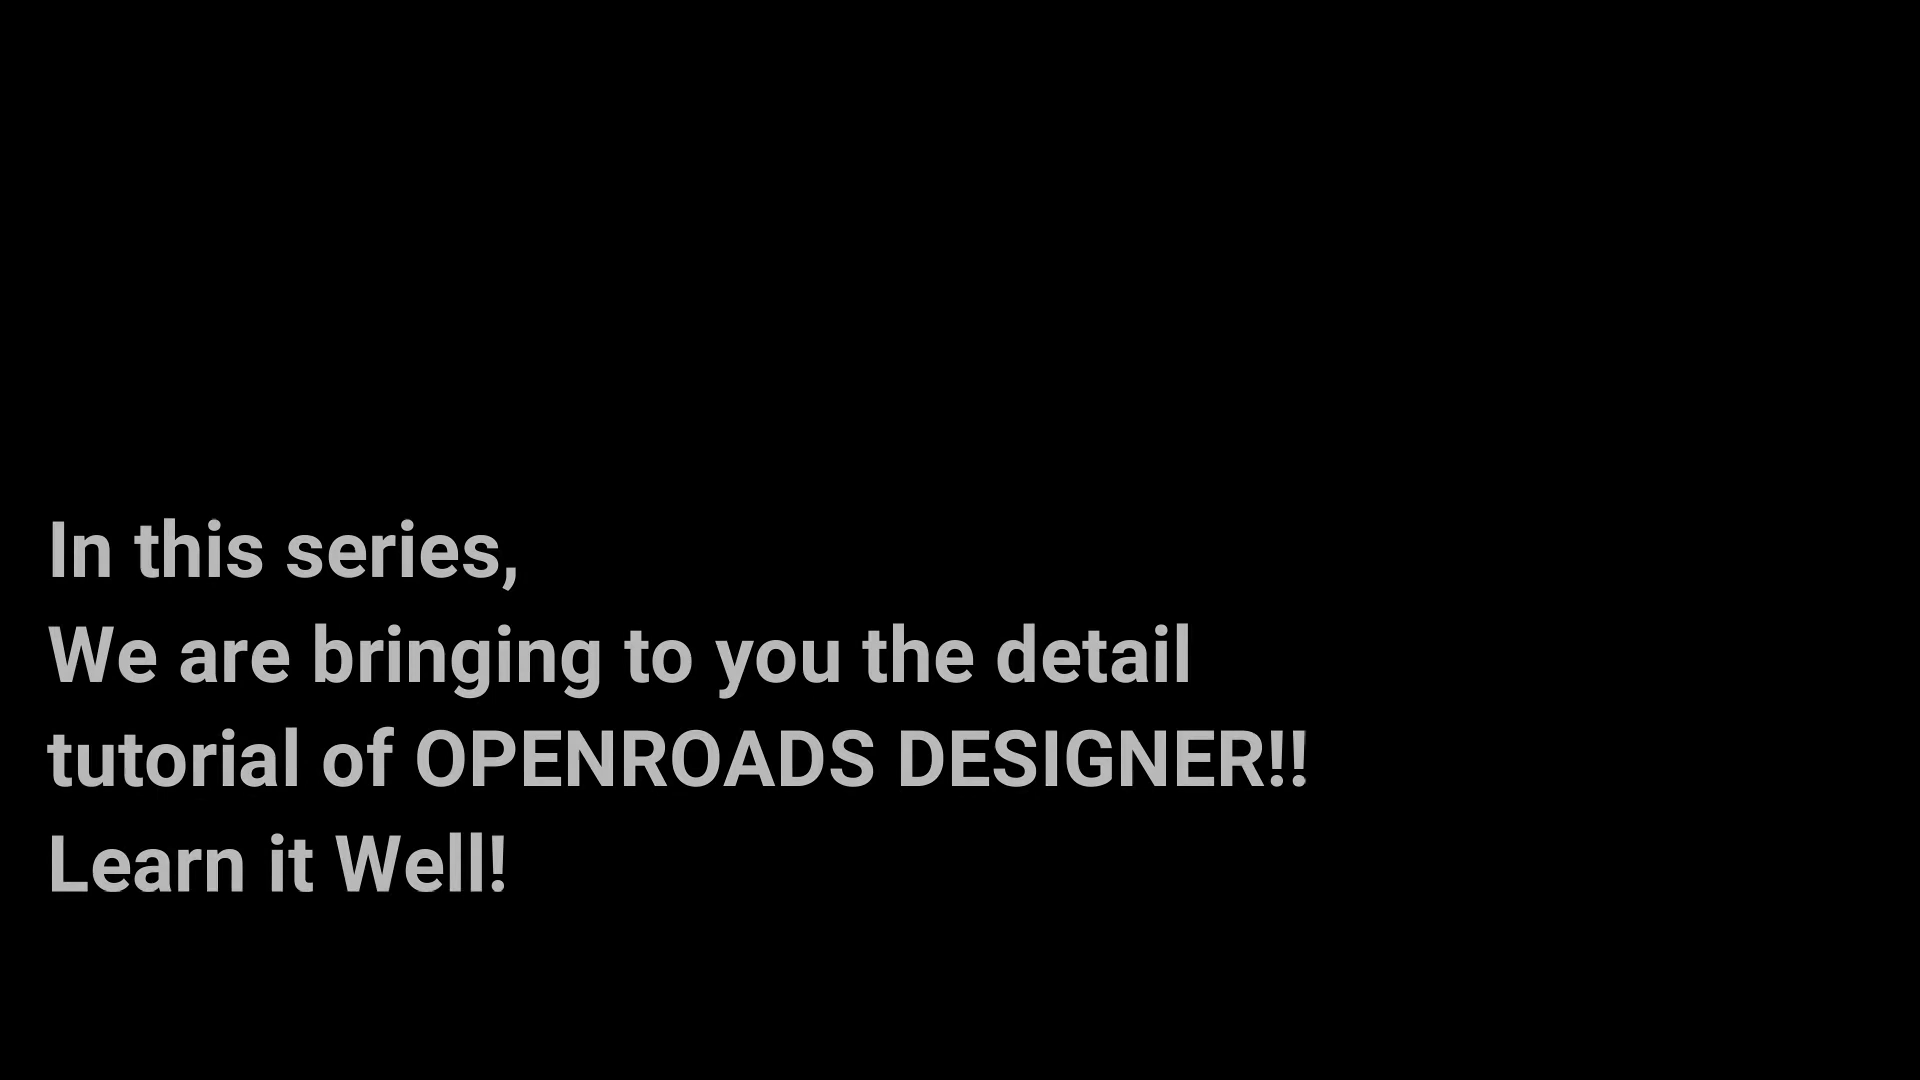 In this series,
We are bringing to you the detail
tutorial of OPENROADS DESIGNER!!
Learn it Well!